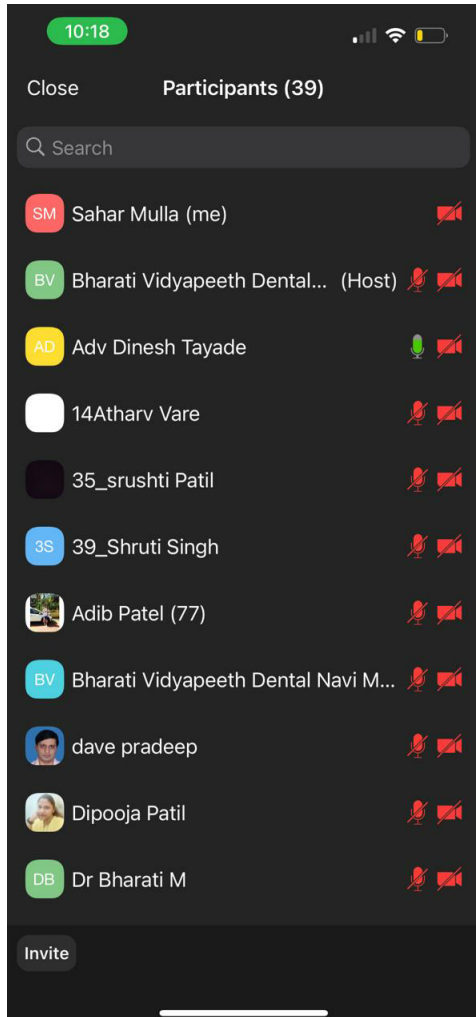 10:18
Close Participants (39)
Search
SM Sahar Mulla (me)
BV Bharati Vidyapeeth Dental... (Host)
AD Adv Dinesh Tayade
14Atharv Vare
35_srushti Patil
3S 39_Shruti Singh
Adib Patel (77)
BV Bharati Vidyapeeth Dental Navi M...
dave pradeep
Dipooja Patil
DB Dr Bharati M
Invite